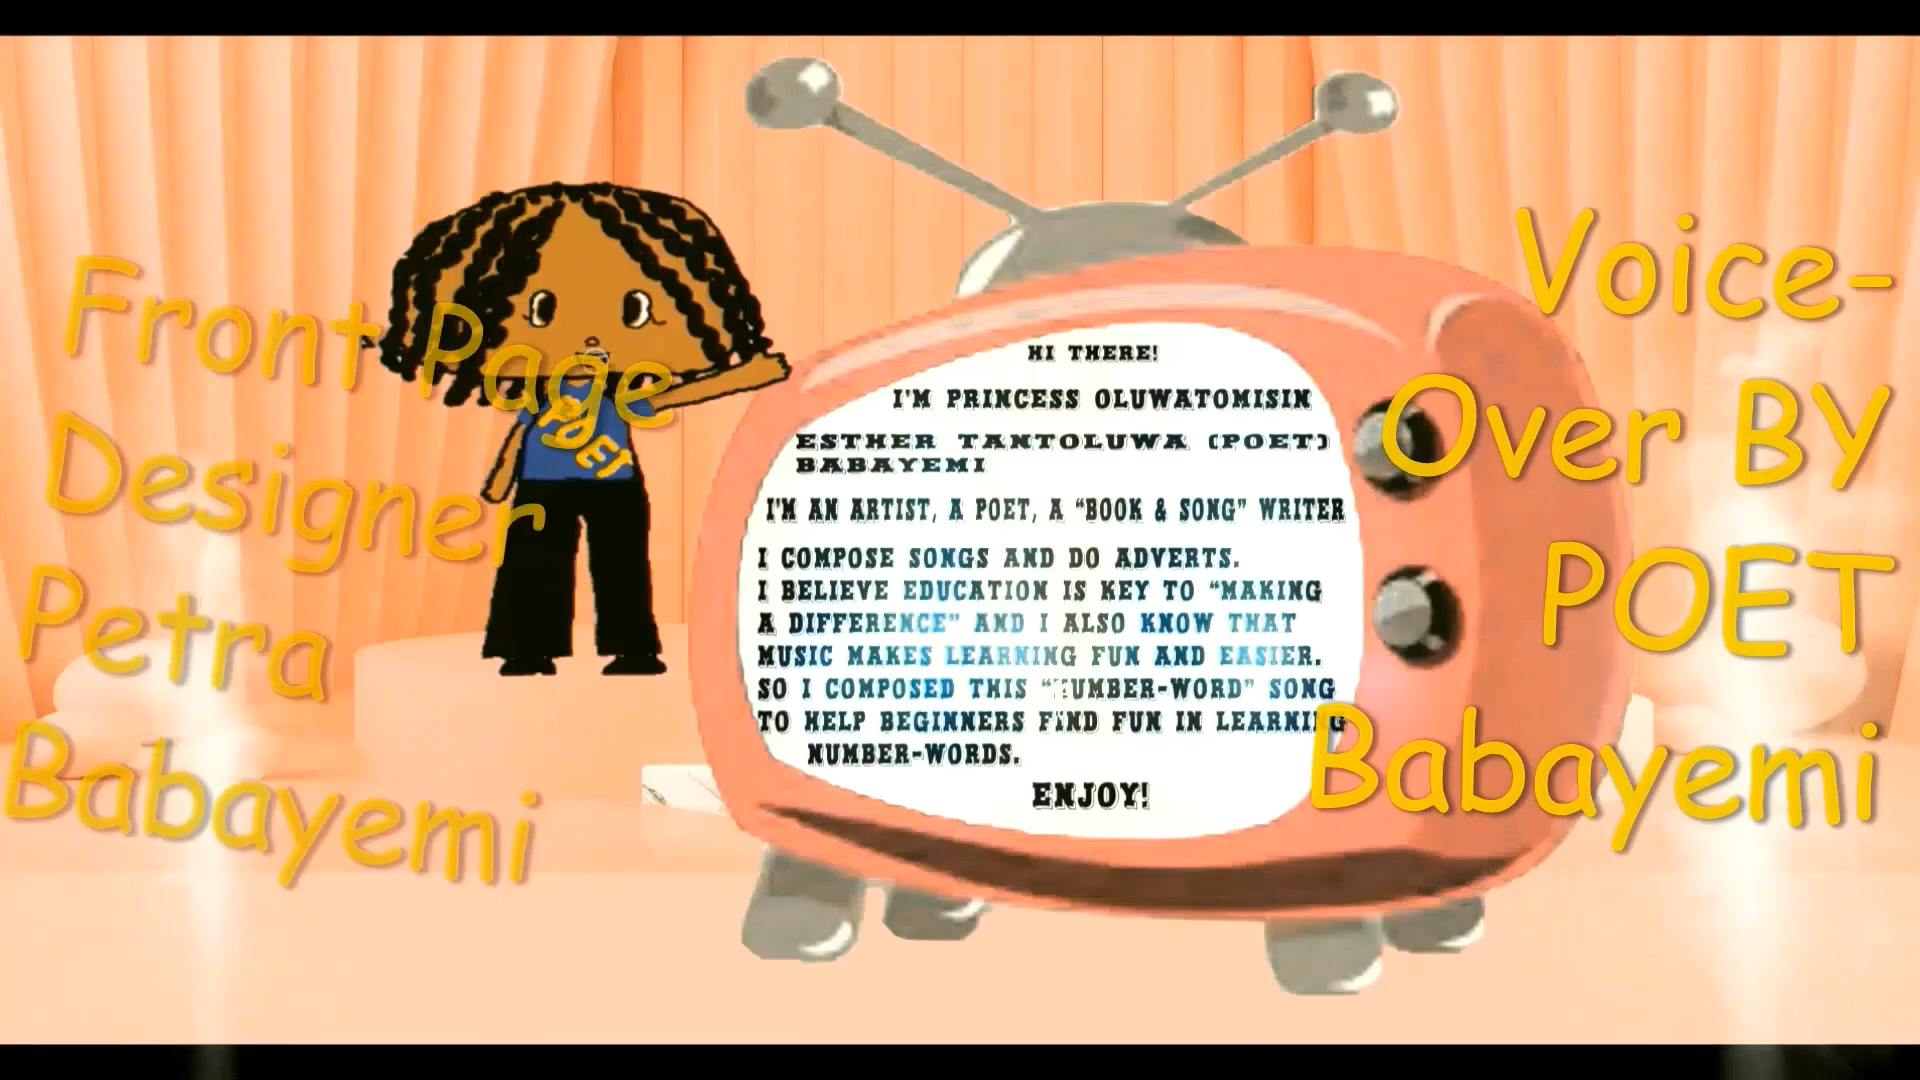 Front Page
Designer
Petra
Babayemi
POET
HI THERE!
I'M PRINCESS OLUWATOMISIN
ESTHER TANTOLUWA (POET)
BABAYEMI
I'M AN ARTIST, A POET, A “BOOK & SONG” WRITER
I COMPOSE SONGS AND DO ADVERTS.
I BELIEVE EDUCATION IS KEY TO “MAKING
A DIFFERENCE” AND I ALSO KNOW THAT
MUSIC MAKES LEARNING FUN AND EASIER.
SO I COMPOSED THIS “NUMBER-WORD” SONG
TO HELP BEGINNERS FIND FUN IN LEARNING
NUMBER-WORDS.
ENJOY!
Voice-
Over BY
POET
Babayemi